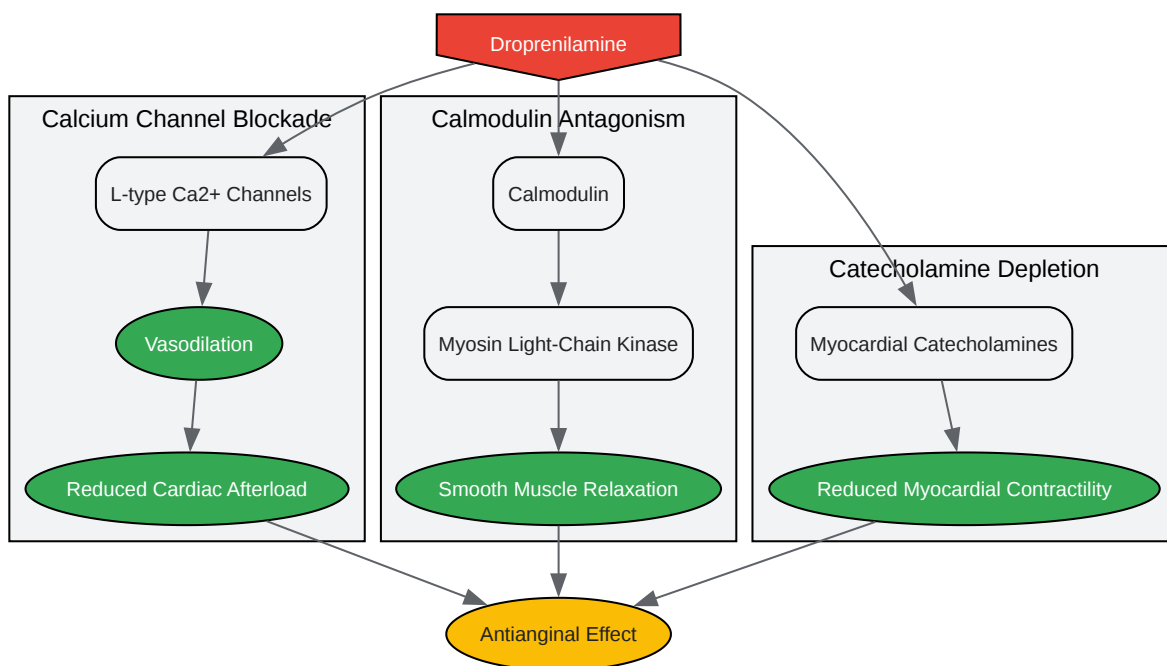 Droprenilamine
Calcium Channel Blockade
Calmodulin Antagonism
L-type Ca2+ Channels
Calmodulin
Catecholamine Depletion
Vasodilation
Myosin Light-Chain Kinase
Myocardial Catecholamines
Reduced Cardiac Afterload
Smooth Muscle Relaxation
Reduced Myocardial Contractility
Antianginal Effect